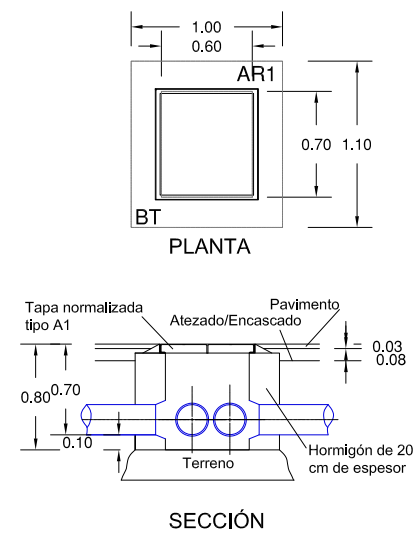 1.00
0.60
AR1
0.70 1.10
BT
PLANTA
Tapa normalizada
tipo A1
Atezado/Encascado
Pavimento
0.03
0.08
0.80
0.70
0.10
Terreno
Hormigón de 20
cm de espesor
SECCIÓN